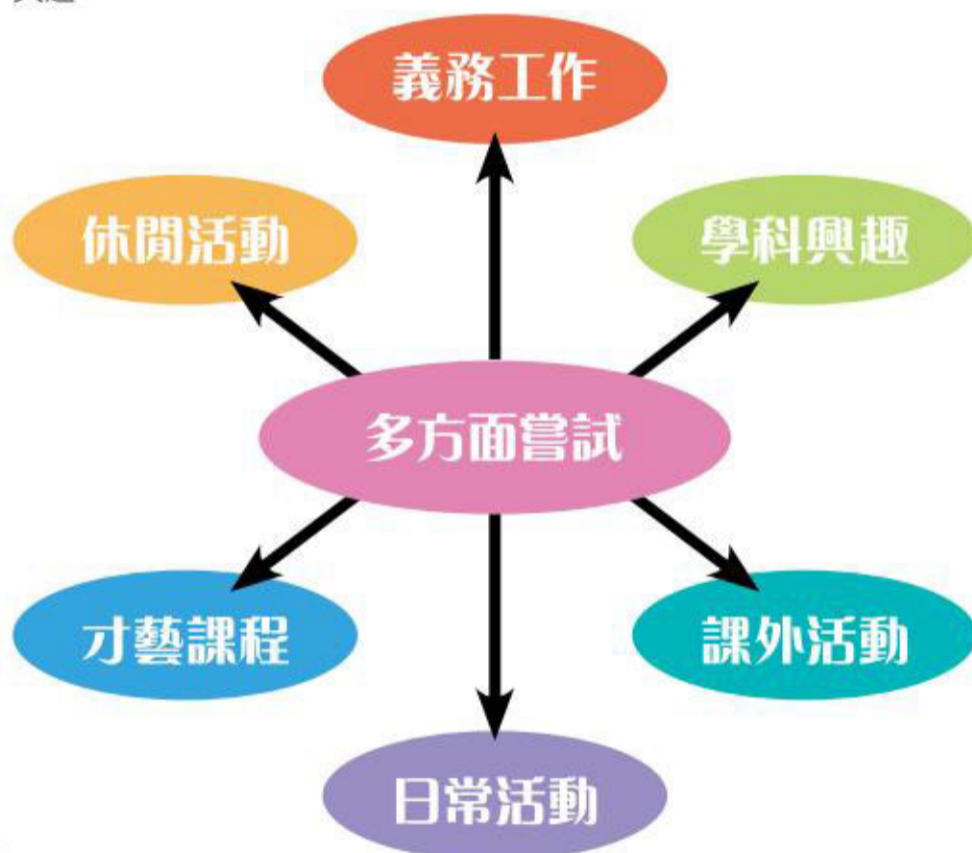 義務工作
休閒活動
學科興趣
多方面嘗試
才藝課程
課外活動
日常活動